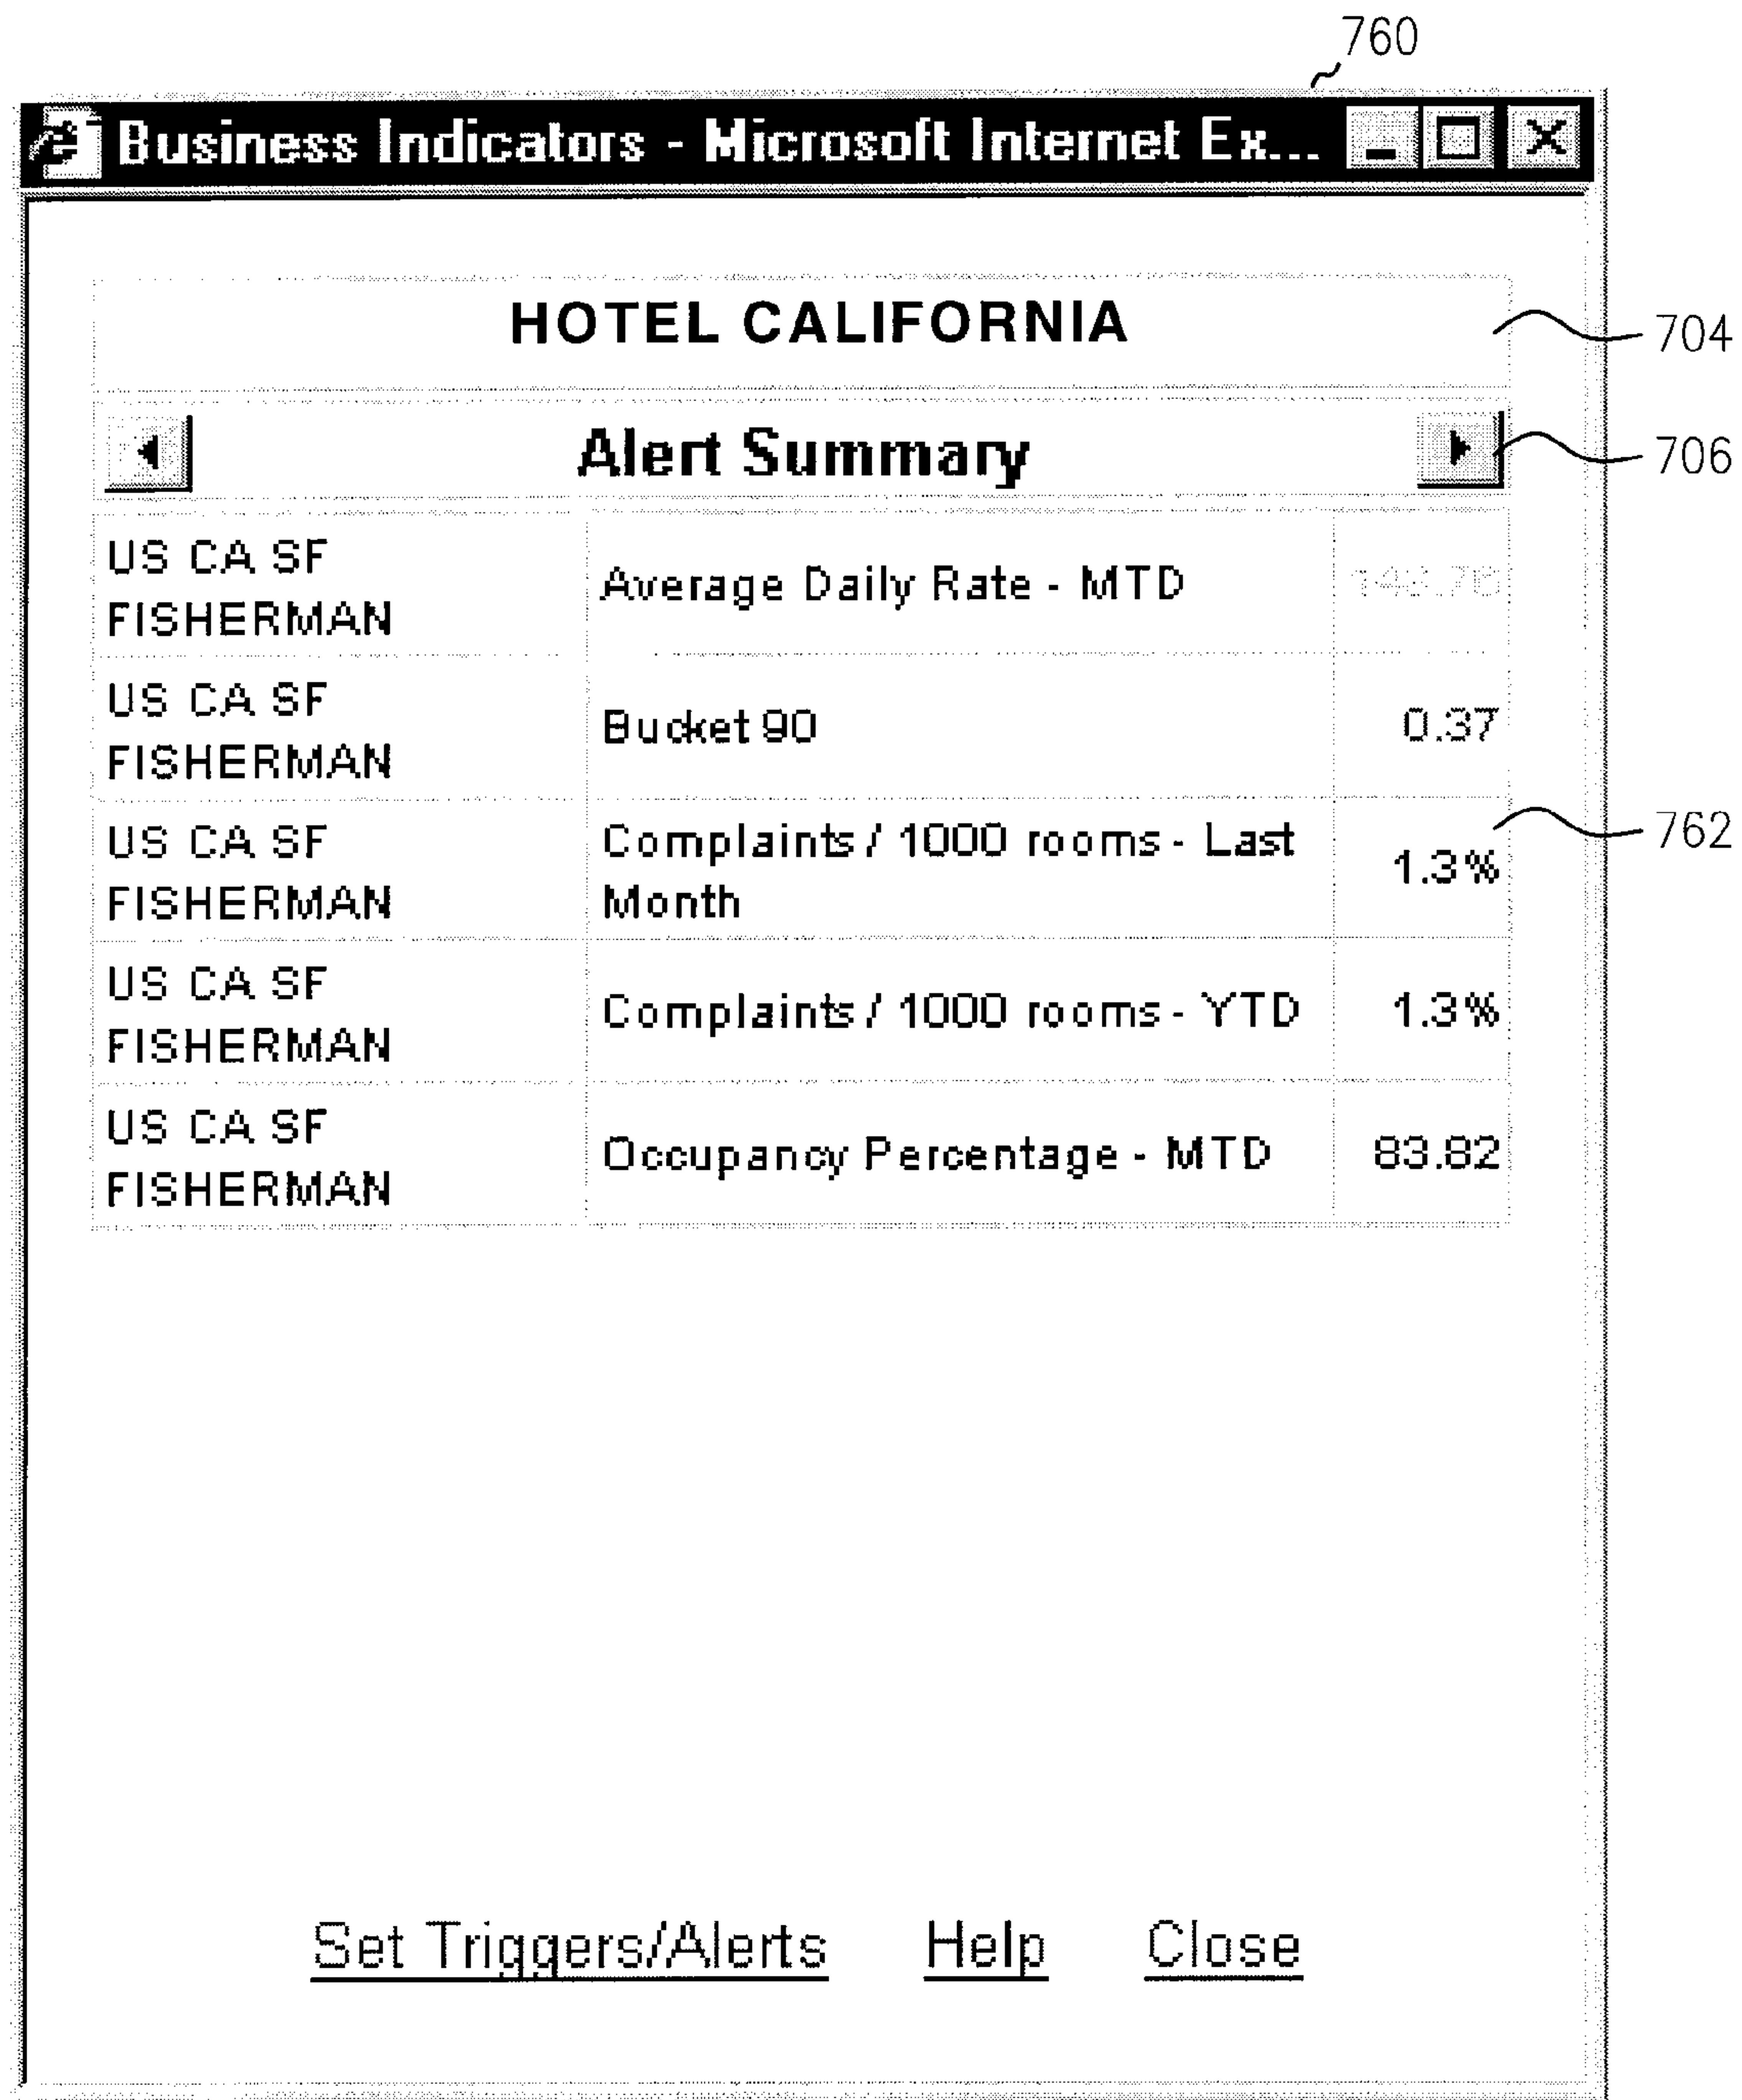 760
Business Indicators - Microsoft Internet Ex...
HOTEL CALIFORNIA
704
Alert Summary
706
US CA SF
FISHERMAN
Average Daily Rate - MTD
US CA SF
FISHERMAN
Bucket 90
0.37
US CA SF
FISHERMAN
Complaints / 1000 rooms - Last
Month
1.3%
762
US CA SF
FISHERMAN
Complaints / 1000 rooms - YTD
1.3%
US CA SF
FISHERMAN
Occupancy Percentage - MTD
83.82
Set Triggers/Alerts Help Close